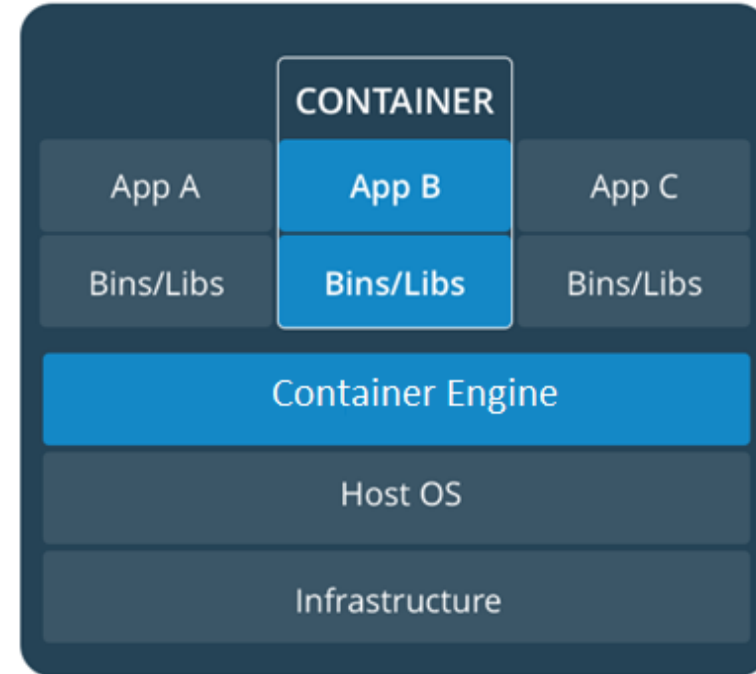 CONTAINER
App A App B App C
Bins/Libs Bins/Libs Bins/Libs
Container Engine
Host OS
Infrastructure